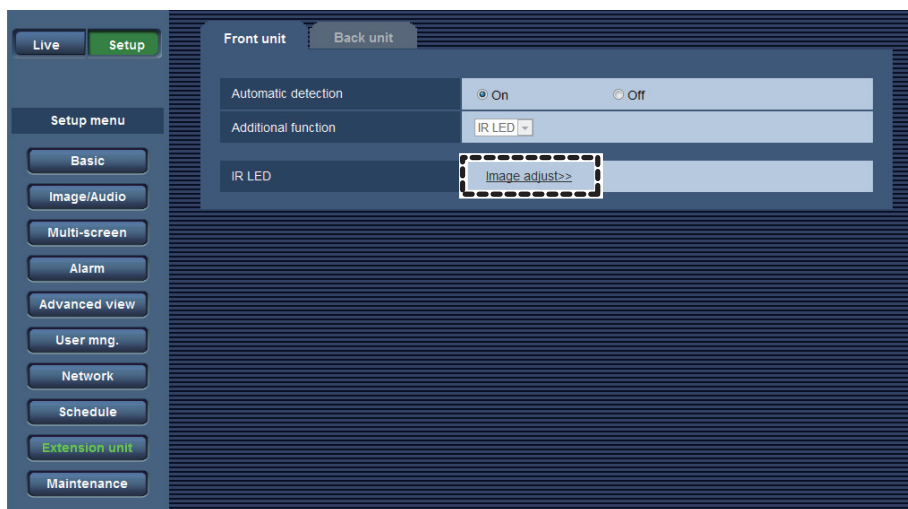 Live Setup
Front unit Back unit
Automatic detection On Off
Setup menu
Additional function IR LED
Basic
IR LED Image adjust>>
Image/Audio
Multi-screen
Alarm
Advanced view
User mng.
Network
Schedule
Extension unit
Maintenance